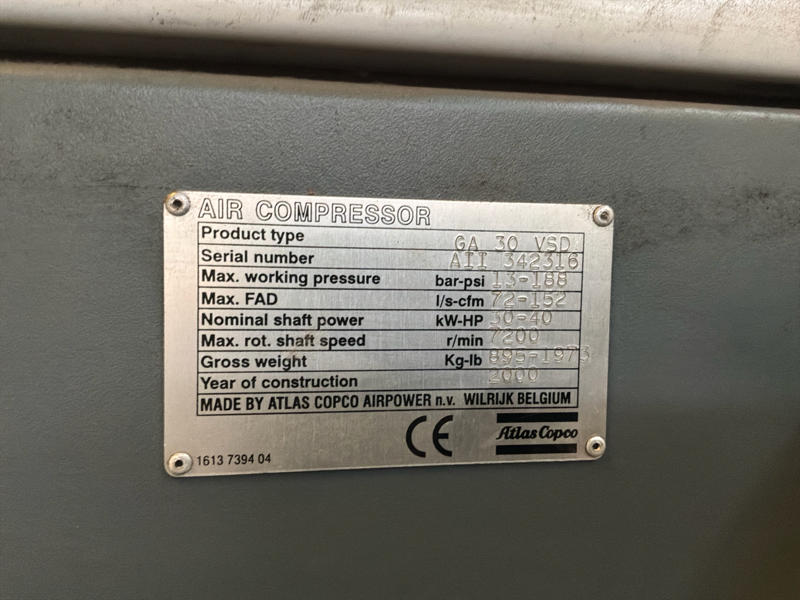 AIR COMPRESSOR
Product type GA 30 VSD
Serial number AII 342316
Max. working pressure bar-psi 13-188
Max. FAD l/s-cfm 72-152
Nominal shaft power kW-HP 30-40
Max. rot. shaft speed r/min 7200
Gross weight Kg-lb 895-1973
Year of construction 2000
MADE BY ATLAS COPCO AIRPOWER n.v. WILRIJK BELGIUM
CE Atlas Copco
1613 7394 04